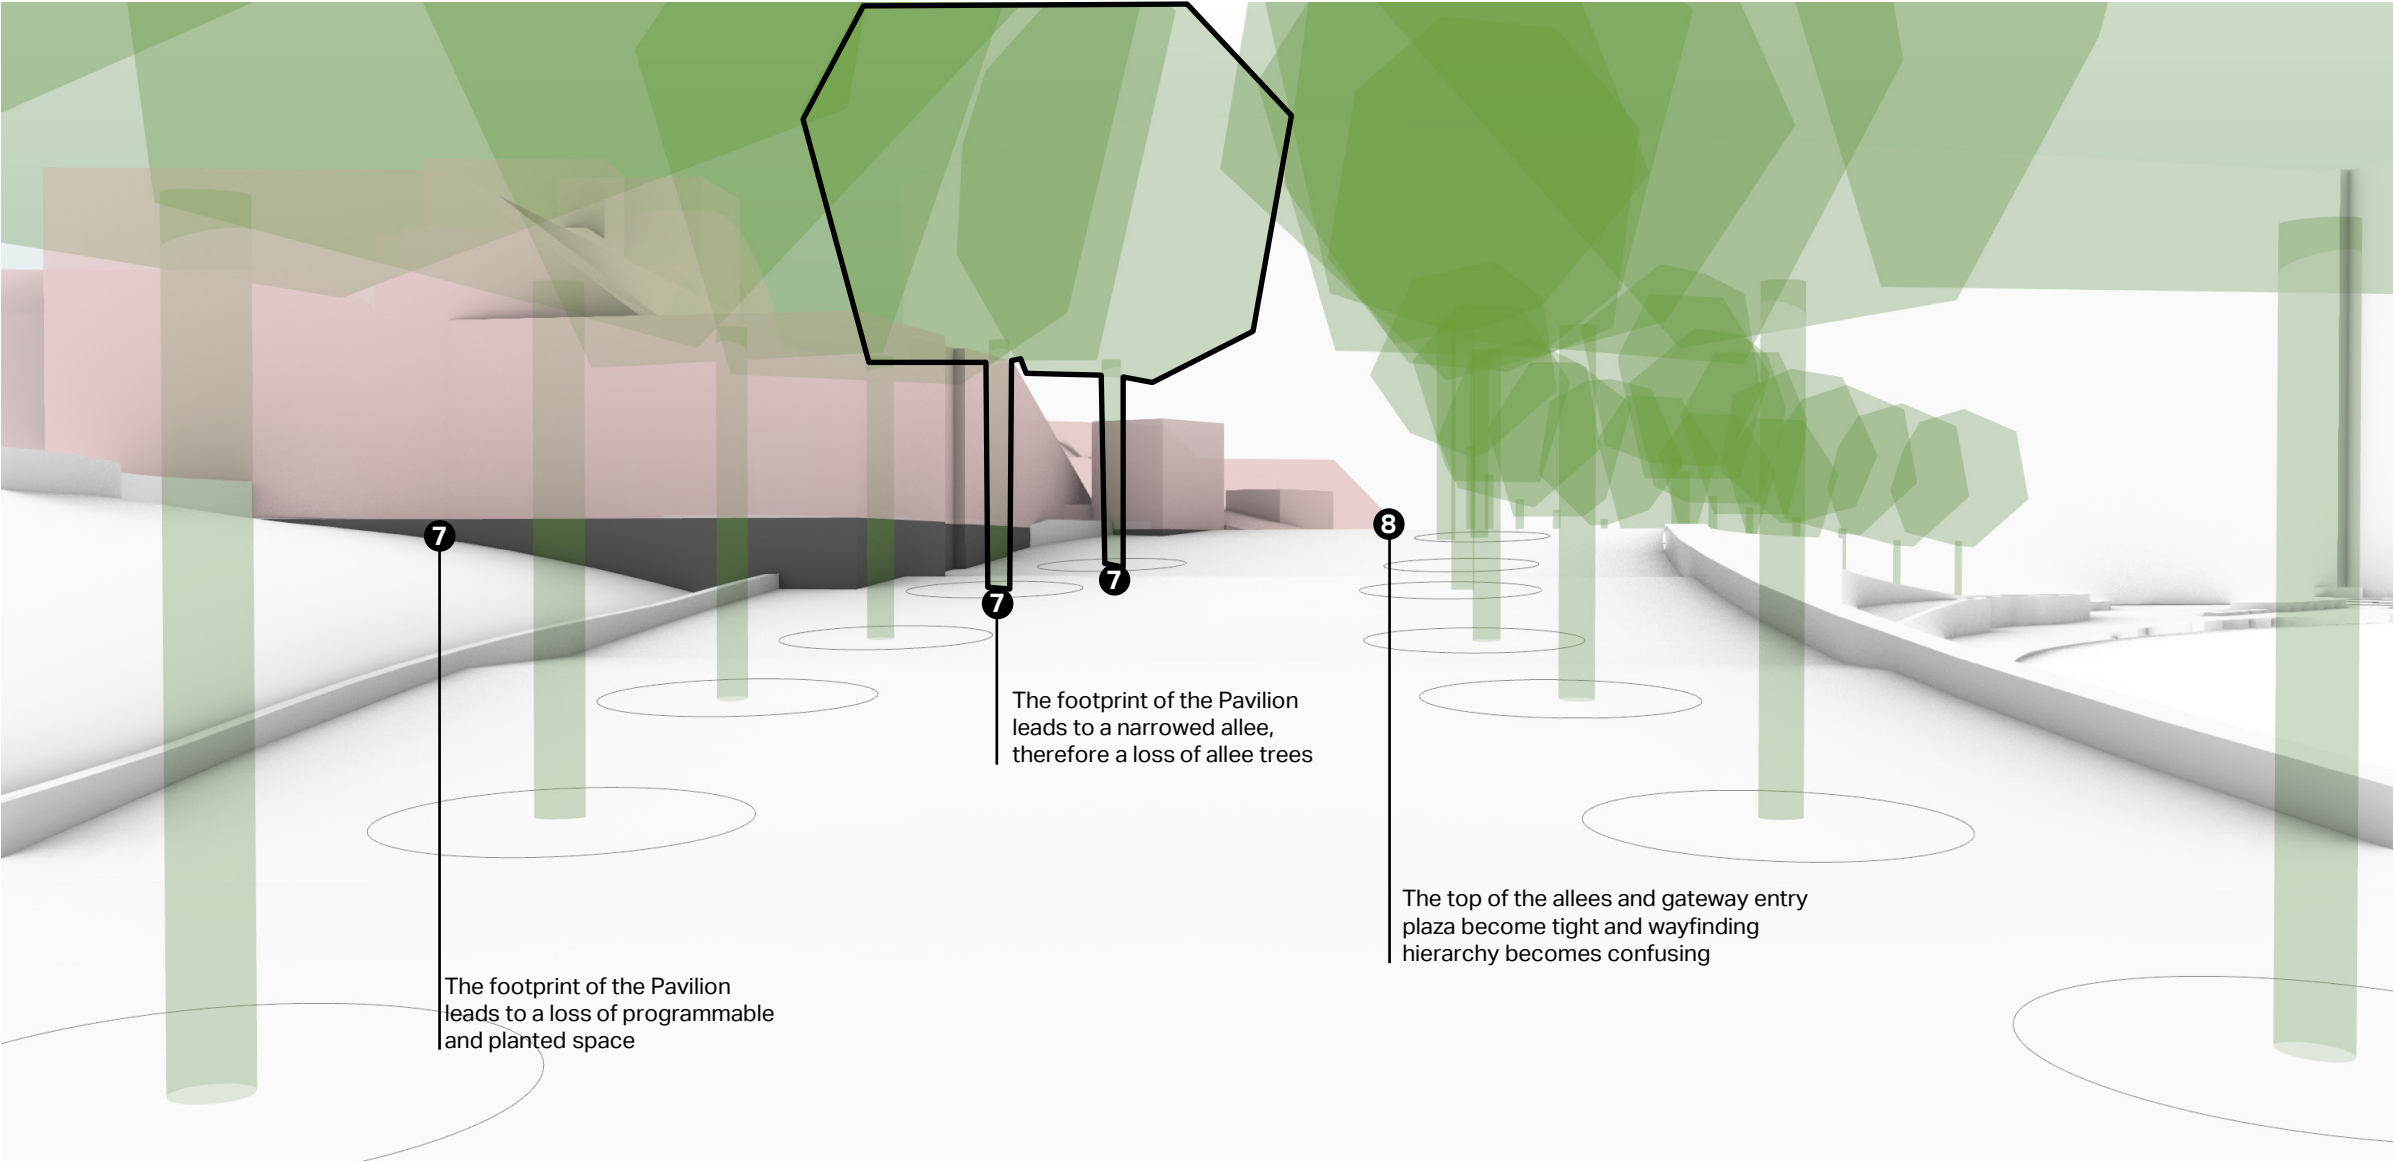 7
8
7
7
The footprint of the Pavilion
leads to a narrowed allee,
therefore a loss of allee trees
The top of the allees and gateway entry
plaza become tight and wayfinding
hierarchy becomes confusing
The footprint of the Pavilion
leads to a loss of programmable
and planted space